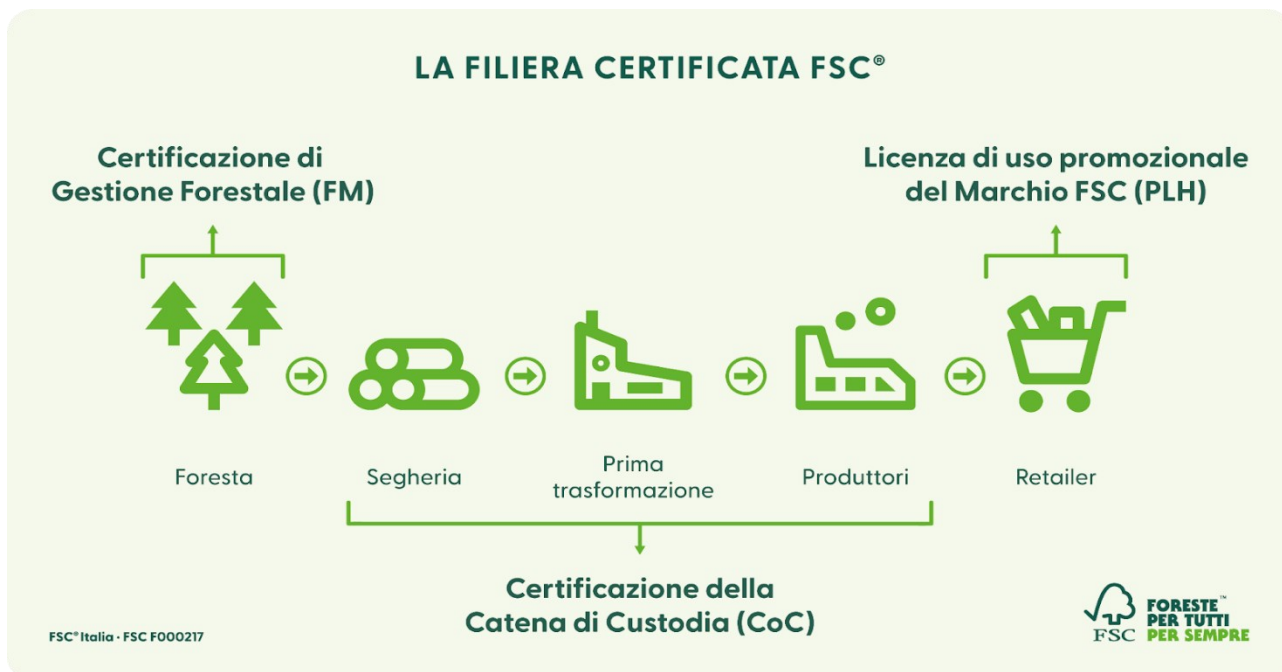 LA FILIERA CERTIFICATA FSC®
Certificazione di
Gestione Forestale (FM)
Licenza di uso promozionale
del Marchio FSC (PLH)
Foresta
Segheria
Prima
trasformazione
Produttori
Retailer
Certificazione della
Catena di Custodia (CoC)
FSC® Italia · FSC F000217
FSC
FORESTE™
PER TUTTI
PER SEMPRE